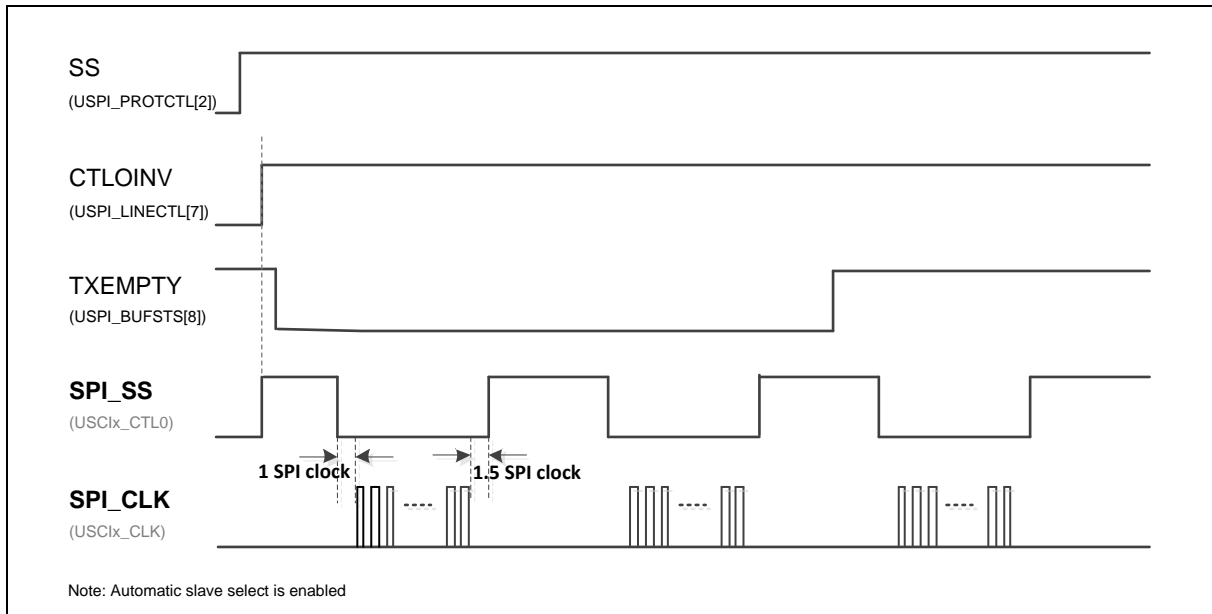 SS
(USPI_PROTCTL[2])
CTLOINV
(USPI_LINECTL[7])
TXEMPTY
(USPI_BUFSTS[8])
SPI_SS
(USCIx_CTL0)
1 SPI clock
1.5 SPI clock
SPI_CLK
(USCIx_CLK)
Note: Automatic slave select is enabled